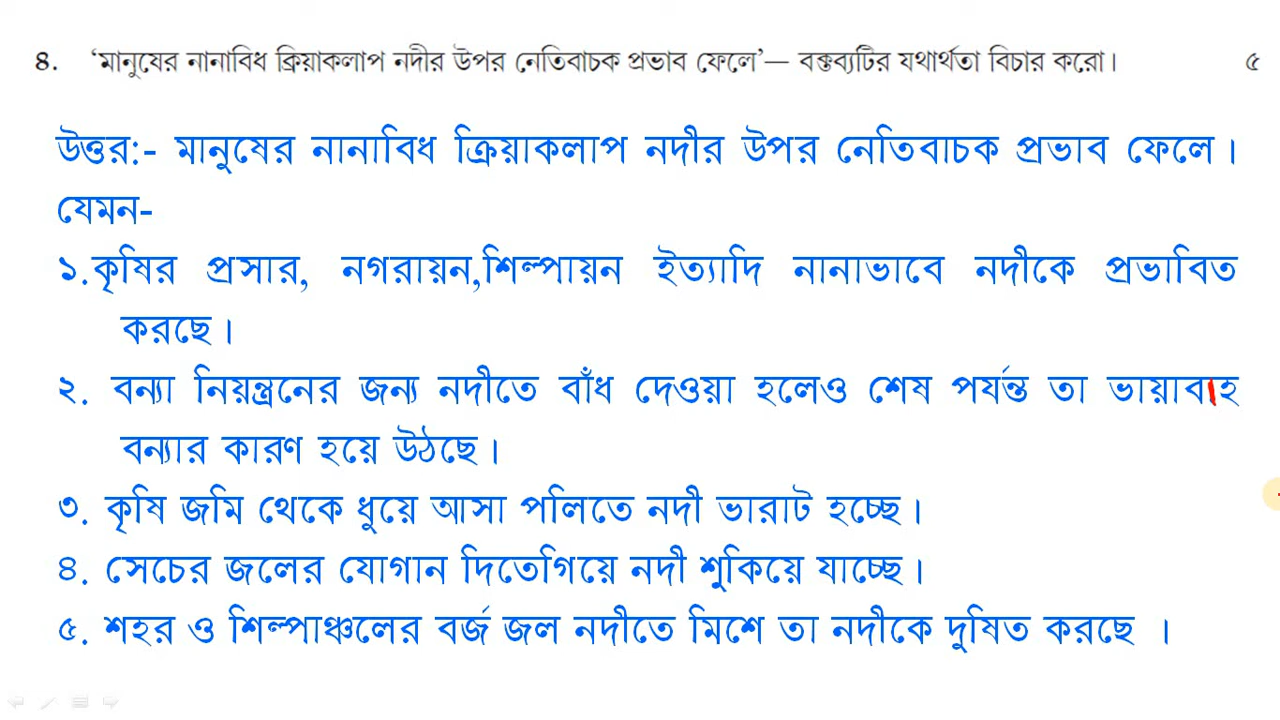 ৪. ‘মানুষের নানাবিধ ক্রিয়াকলাপ নদীর উপর নেতিবাচক প্রভাব ফেলে’— বক্তব্যটির যথার্থতা বিচার করো। ৫
উত্তর:- মানুষের নানাবিধ ক্রিয়াকলাপ নদীর উপর নেতিবাচক প্রভাব ফেলে।
যেমন-
১.কৃষির প্রসার, নগরায়ন,শিল্পায়ন ইত্যাদি নানাভাবে নদীকে প্রভাবিত
করছে।
২. বন্যা নিয়ন্ত্রনের জন্য নদীতে বাঁধ দেওয়া হলেও শেষ পর্যন্ত তা ভায়াবাহ
বন্যার কারণ হয়ে উঠছে।
৩. কৃষি জমি থেকে ধুয়ে আসা পলিতে নদী ভারাট হচ্ছে।
৪. সেচের জলের যোগান দিতেগিয়ে নদী শুকিয়ে যাচ্ছে।
৫. শহর ও শিল্পাঞ্চলের বর্জ জল নদীতে মিশে তা নদীকে দুষিত করছে ।